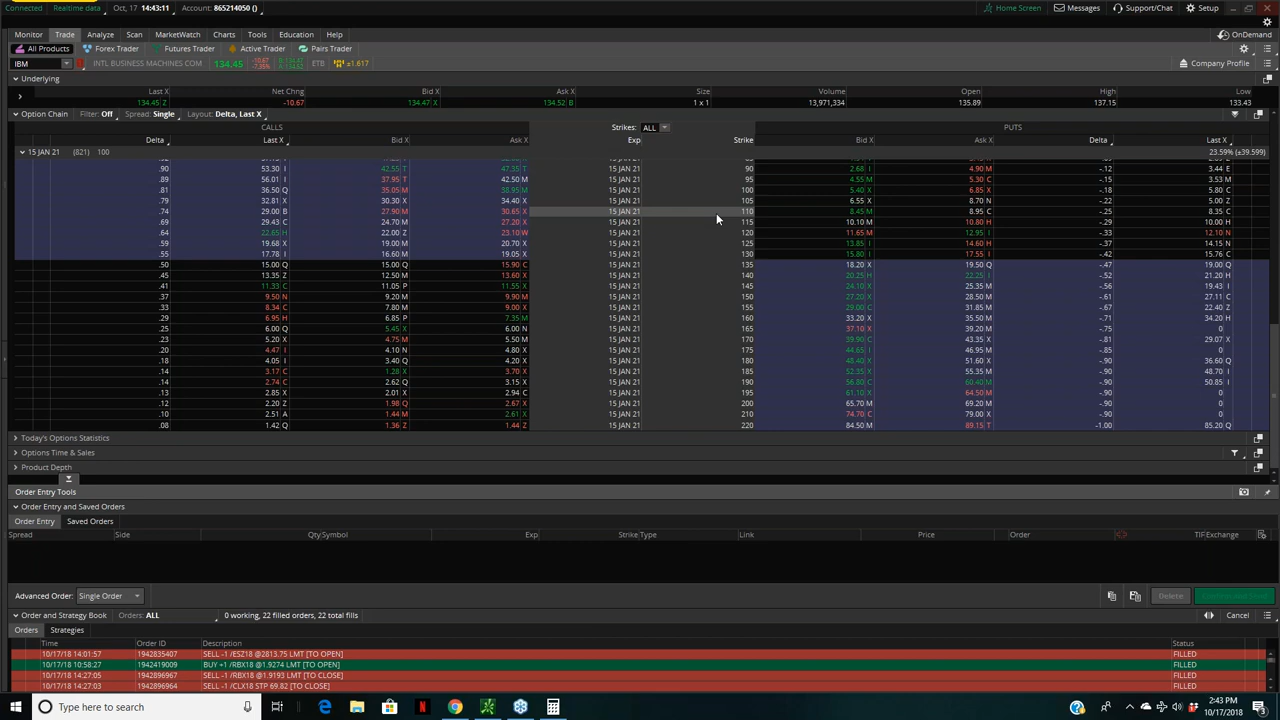 Connected Realtime data Oct 17, 14:43:11 Account: 865214050 () Home Screen Messages Support/Chat Setup
Monitor Trade Analyze Scan MarketWatch Charts Tools Education Help
All Products Forex Trader Futures Trader Active Trader Pairs Trader OnDemand
IBM INTL BUSINESS MACHINES COM 134.45 -10.67 -7.35% ETB ±1.617 Company Profile
Underlying
Last X Net Chng Bid X Ask X Size Volume Open High Low
134.45 Z -10.67 134.47 X 134.52 B 1 x 1 13,971,334 135.89 137.15 133.43
Option Chain Filter: Off Spread: Single Layout: Delta, Last X
CALLS Strikes: ALL PUTS
Delta Last X Bid X Ask X Exp Strike Bid X Ask X Delta Last X
15 JAN 21 (821) 100 23.59% (±39.599)
.90 53.30 I 42.55 T 47.35 T 15 JAN 21 90 2.68 I 4.90 M -.12 3.44 E
.89 56.01 I 37.95 T 42.50 M 15 JAN 21 95 4.55 M 5.30 C -.15 3.53 M
.81 36.50 Q 35.05 M 38.95 M 15 JAN 21 100 5.40 X 6.85 X -.18 5.80 C
.79 32.81 X 30.30 X 34.40 X 15 JAN 21 105 6.55 X 8.70 N -.22 5.00 Z
.74 29.00 B 27.90 M 30.65 X 15 JAN 21 110 8.45 M 8.95 C -.25 8.35 C
.69 29.43 C 24.70 M 27.20 X 15 JAN 21 115 10.10 M 10.80 H -.29 10.00 H
.64 22.65 H 22.00 Z 23.10 W 15 JAN 21 120 11.65 M 12.95 I -.33 12.10 N
.59 19.68 X 19.00 M 20.70 X 15 JAN 21 125 13.85 I 14.60 H -.37 14.15 N
.55 17.78 I 16.60 M 19.05 X 15 JAN 21 130 15.80 I 17.55 I -.42 15.76 C
.50 15.00 Q 15.00 Q 15.90 C 15 JAN 21 135 18.20 X 19.50 Q -.47 19.00 Q
.45 13.35 Z 12.50 M 13.60 X 15 JAN 21 140 20.25 H 22.25 I -.52 21.20 H
.41 11.33 C 11.05 P 11.55 X 15 JAN 21 145 24.10 X 25.35 M -.56 19.43 I
.37 9.50 N 9.20 M 9.90 M 15 JAN 21 150 27.20 X 28.50 M -.61 27.11 C
.33 8.34 C 7.80 M 9.00 X 15 JAN 21 155 29.00 C 31.85 M -.67 22.40 Z
.29 6.95 H 6.85 P 7.35 M 15 JAN 21 160 33.20 X 35.50 M -.71 34.20 H
.25 6.00 Q 5.45 X 6.00 N 15 JAN 21 165 37.10 X 39.20 M -.75 0
.23 5.20 X 4.75 M 5.50 M 15 JAN 21 170 39.90 C 43.35 X -.81 29.07 X
.20 4.47 I 4.10 N 4.80 X 15 JAN 21 175 44.65 I 46.95 M -.85 0
.18 4.05 I 3.40 Q 4.20 X 15 JAN 21 180 48.40 X 51.60 X -.86 36.60 Q
.14 3.17 C 1.28 X 3.70 X 15 JAN 21 185 52.35 X 55.35 M -.88 48.70 I
.14 2.74 C 2.62 Q 3.15 X 15 JAN 21 190 56.80 C 60.40 M -.90 50.85 I
.13 2.85 X 2.01 X 2.94 C 15 JAN 21 195 61.10 X 64.50 M -.90 0
.12 2.20 Z 1.98 Q 2.67 X 15 JAN 21 200 65.70 M 69.20 M -.90 0
.10 2.51 A 1.44 M 2.61 X 15 JAN 21 210 74.70 C 79.00 X -.90 0
.08 1.42 Q 1.36 Z 1.44 Z 15 JAN 21 220 84.50 M 89.15 T -1.00 85.20 Q
Today's Options Statistics
Options Time & Sales
Product Depth
Order Entry Tools
Order Entry and Saved Orders
Order Entry Saved Orders
Spread Side Qty Symbol Exp Strike Type Link Price Order TIF Exchange
Advanced Order: Single Order Delete
Order and Strategy Book Orders: ALL 0 working, 22 filled orders, 22 total fills Cancel
Orders Strategies
Time Order ID Description Status
10/17/18 14:01:57 1942835407 SELL -1 /ESZ18 @2813.75 LMT [TO OPEN] FILLED
10/17/18 10:58:27 1942419009 BUY +1 /RBX18 @1.9274 LMT [TO OPEN] FILLED
10/17/18 14:27:05 1942896967 SELL -1 /RBX18 @1.9234 LMT [TO CLOSE] FILLED
10/17/18 14:27:03 1942896964 SELL -1 /CLX18 STP 69.82 [TO CLOSE] FILLED
Type here to search 2:43 PM
10/17/2018